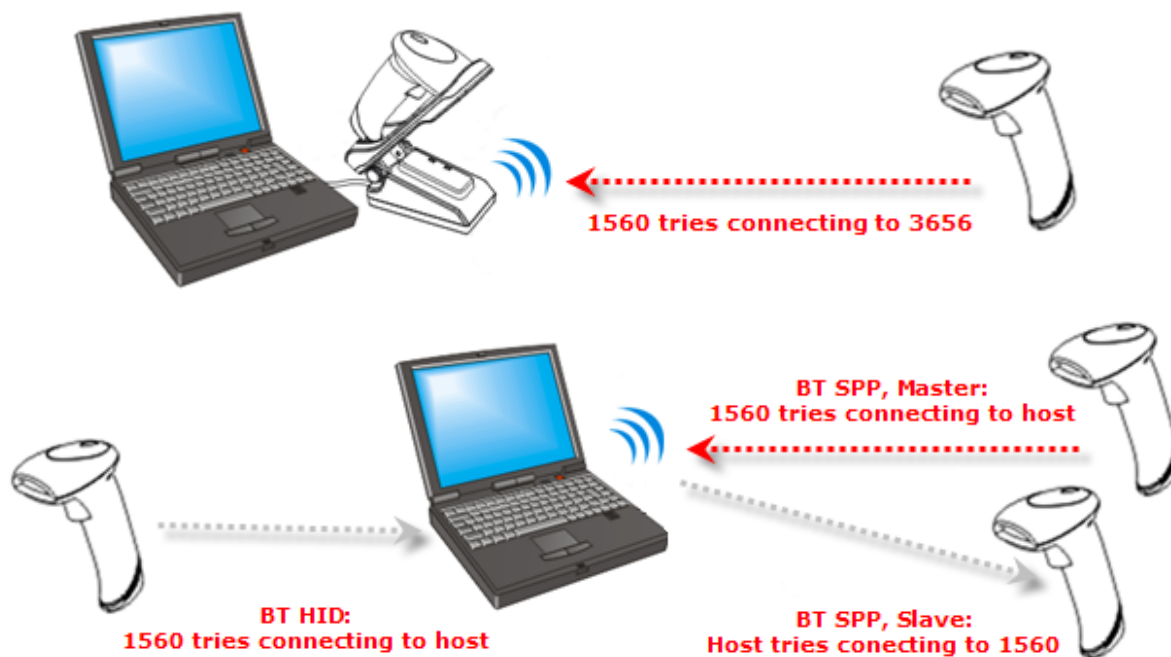 1560 tries connecting to 3656
BT SPP, Master:
1560 tries connecting to host
BT HID:
1560 tries connecting to host
BT SPP, Slave:
Host tries conecting to 1560